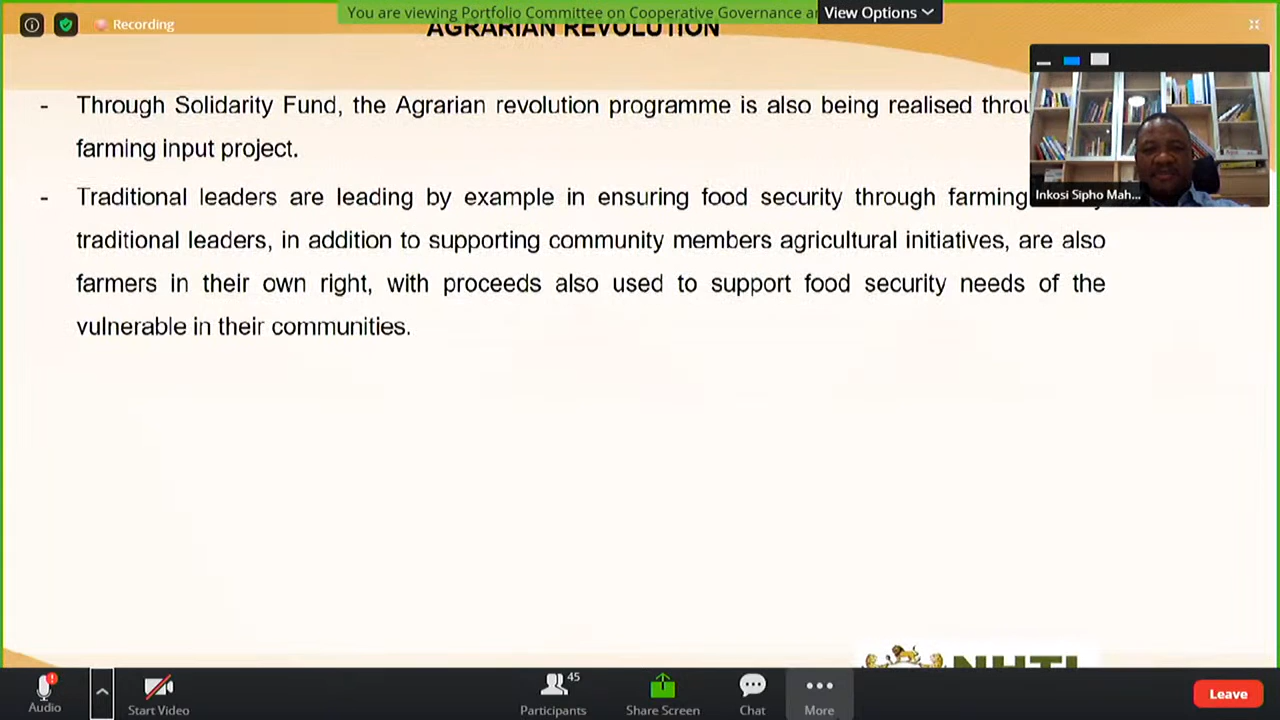 You are viewing Portfolio Committee on Cooperative Governance
View Options
Recording
AGRARIAN REVOLUTION
- Through Solidarity Fund, the Agrarian revolution programme is also being realised
farming input project.
- Traditional leaders are leading by example in ensuring food security through farming
traditional leaders, in addition to supporting community members agricultural initiatives, are also
farmers in their own right, with proceeds also used to support food security needs of the
vulnerable in their communities.
Inkosi Sipho Mah...
NHTL
Audio
Start Video
45
Participants
Share Screen
Chat
More
Leave